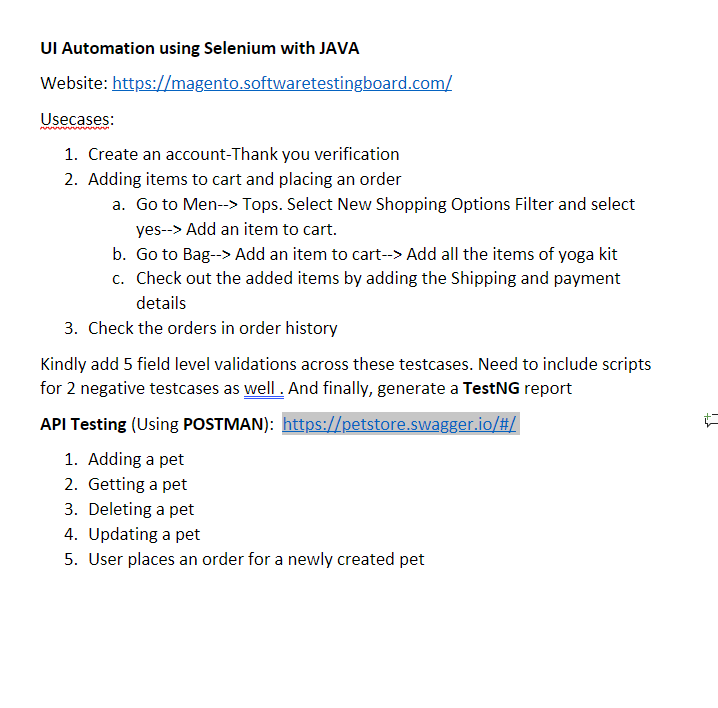 UI Automation using Selenium with JAVA
Website: https://magento.softwaretestingboard.com/
Usecases:
1. Create an account-Thank you verification
2. Adding items to cart and placing an order
a. Go to Men--> Tops. Select New Shopping Options Filter and select
yes--> Add an item to cart.
b. Go to Bag--> Add an item to cart--> Add all the items of yoga kit
c. Check out the added items by adding the Shipping and payment
details
3. Check the orders in order history
Kindly add 5 field level validations across these testcases. Need to include scripts
for 2 negative testcases as well . And finally, generate a TestNG report
API Testing (Using POSTMAN): https://petstore.swagger.io/#/
1. Adding a pet
2. Getting a pet
3. Deleting a pet
4. Updating a pet
5. User places an order for a newly created pet